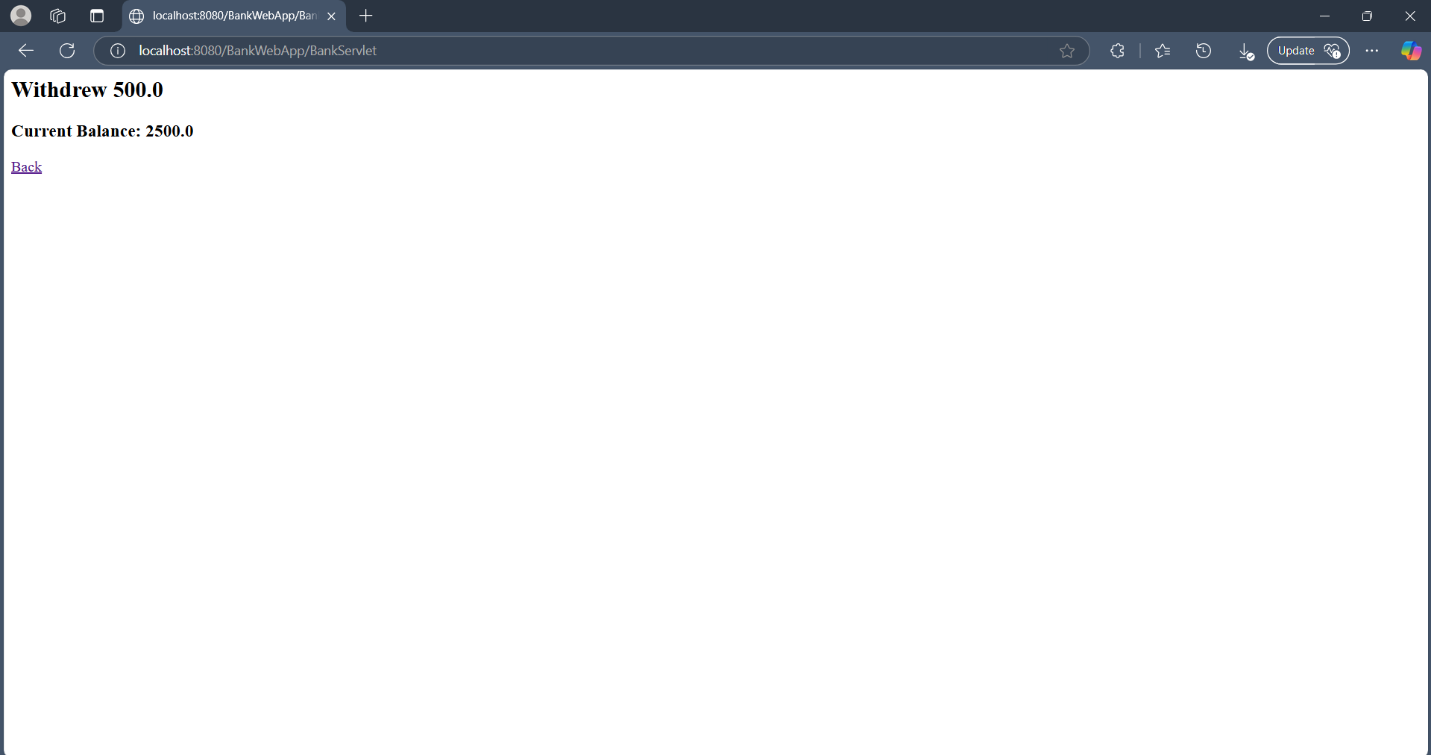 localhost:8080/BankWebApp/Ban
localhost:8080/BankWebApp/BankServlet
Update
Withdrew 500.0
Current Balance: 2500.0
Back